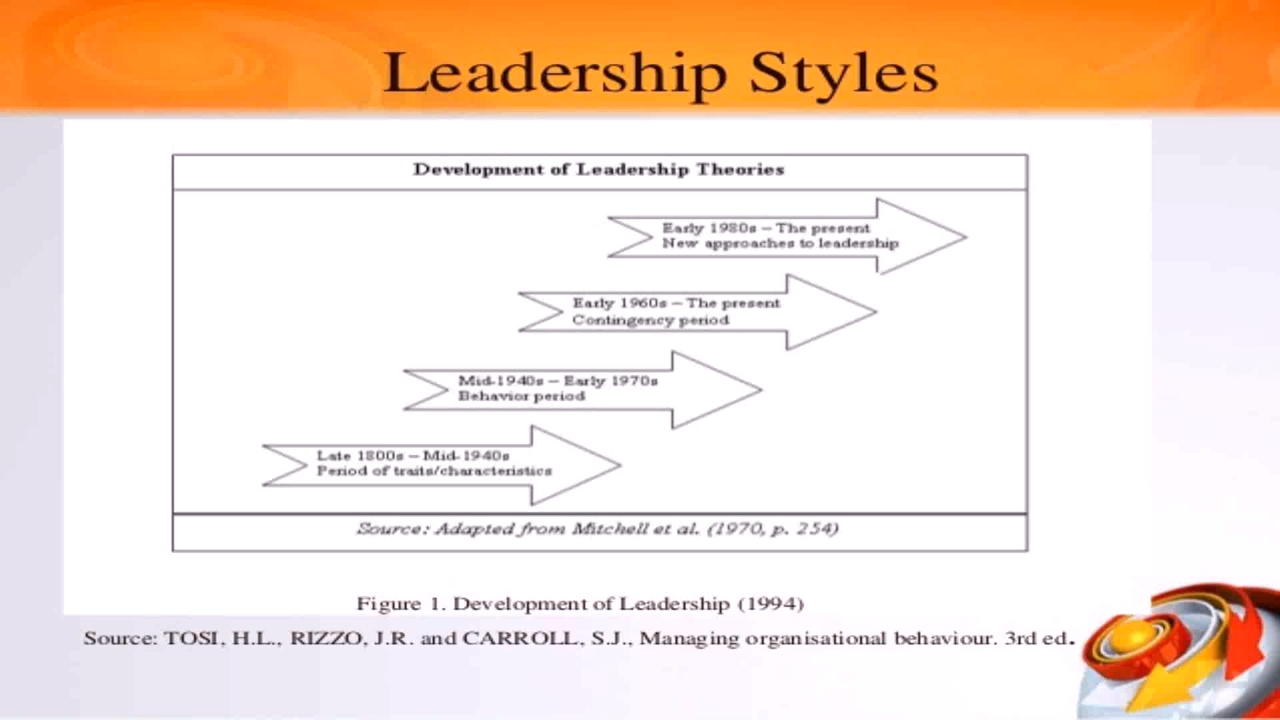 Leadership Styles
Development of Leadership Theories
Early 1980s – The present
New approaches to leadership
Early 1960s – The present
Contingency period
Mid-1940s – Early 1970s
Behavior period
Late 1800s – Mid-1940s
Period of traits/characteristics
Source: Adapted from Mitchell et al. (1970, p. 254)
Figure 1. Development of Leadership (1994)
Source: TOSI, H.L., RIZZO, J.R. and CARROLL, S.J., Managing organisational behaviour. 3rd ed.